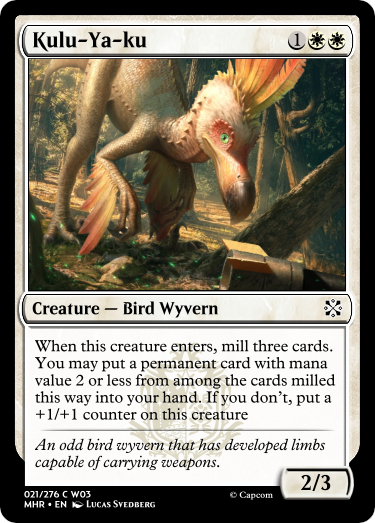 Kulu-Ya-ku 1
Creature — Bird Wyvern
When this creature enters, mill three cards.
You may put a permanent card with mana
value 2 or less from among the cards milled
this way into your hand. If you don't, put a
+1/+1 counter on this creature
An odd bird wyvern that has developed limbs
capable of carrying weapons.
2/3
021/276 C W03
MHR • EN Lucas Svedberg
© Capcom